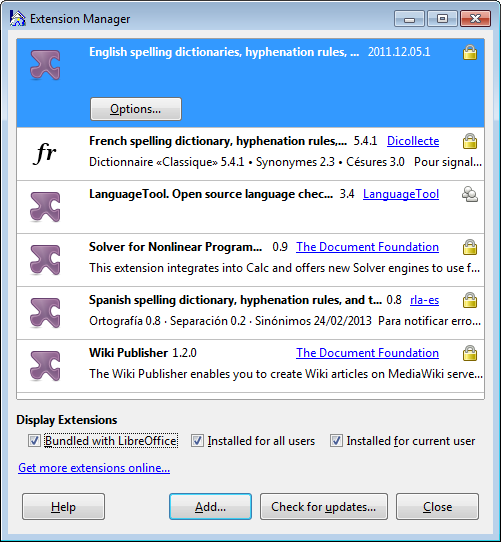 Extension Manager
English spelling dictionaries, hyphenation rules, ... 2011.12.05.1
Options...
fr
French spelling dictionary, hyphenation rules,... 5.4.1 Dicollecte
Dictionnaire «Classique» 5.4.1 • Synonymes 2.3 • Césures 3.0 Pour signal...
LanguageTool. Open source language chec... 3.4 LanguageTool
Solver for Nonlinear Program... 0.9 The Document Foundation
This extension integrates into Calc and offers new Solver engines to use f...
Spanish spelling dictionary, hyphenation rules, and t... 0.8 rla-es
Ortografía 0.8 · Separación 0.2 · Sinónimos 24/02/2013 Para notificar erro...
Wiki Publisher 1.2.0 The Document Foundation
The Wiki Publisher enables you to create Wiki articles on MediaWiki serve...
Display Extensions
Bundled with LibreOffice Installed for all users Installed for current user
Get more extensions online...
Help Add... Check for updates... Close